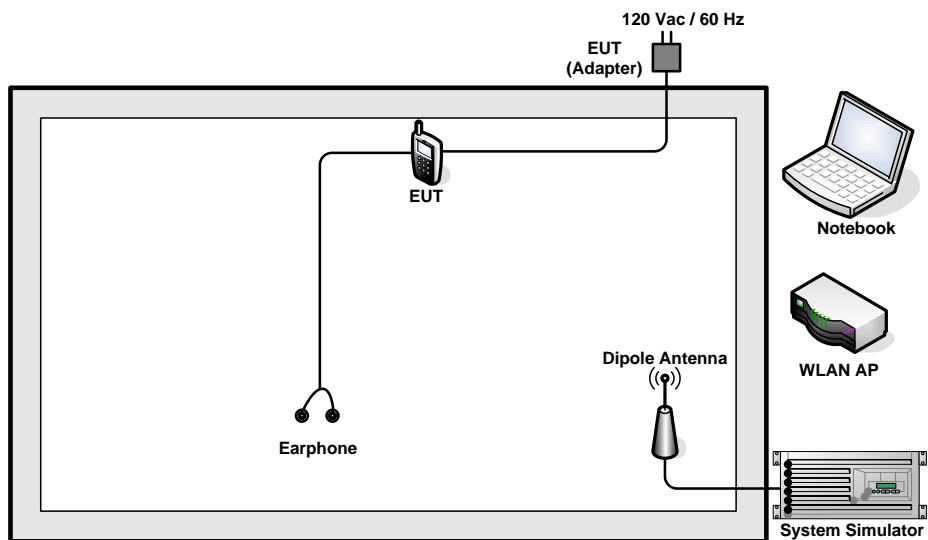 120 Vac / 60 Hz
EUT
(Adapter)
EUT
Notebook
WLAN AP
Dipole Antenna
Earphone
System Simulator